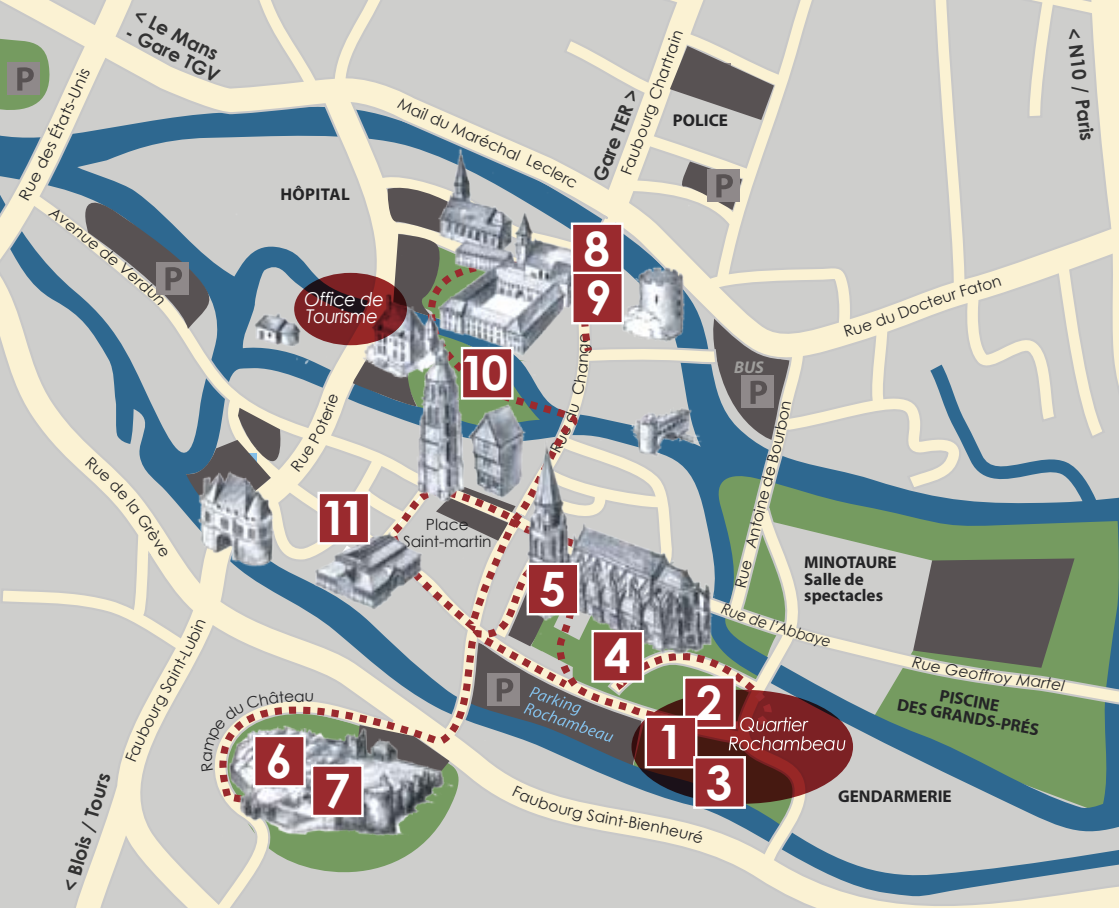 < Le Mans
- Gare TGV
< N10 / Paris
P
Rue des États-Unis
Mail du Maréchal Leclerc
Gare TER >
Faubourg Chartrain
POLICE
P
HÔPITAL
Avenue de Verdun
P
8
9
Office de
Tourisme
Rue du Docteur Faton
10
Rue du Change
BUS
P
Rue Poterie
Rue Antoine de Bourbon
Rue de la Grève
11
Place
Saint-martin
MINOTAURE
Salle de
spectacles
5
Rue de l'Abbaye
4
Rue Geoffroy Martel
Faubourg Saint-Lubin
P
Parking
Rochambeau
2
PISCINE
DES GRANDS-PRÉS
Rampe du Château
1
Quartier
Rochambeau
6
7
3
GENDARMERIE
Faubourg Saint-Bienheuré
< Blois / Tours